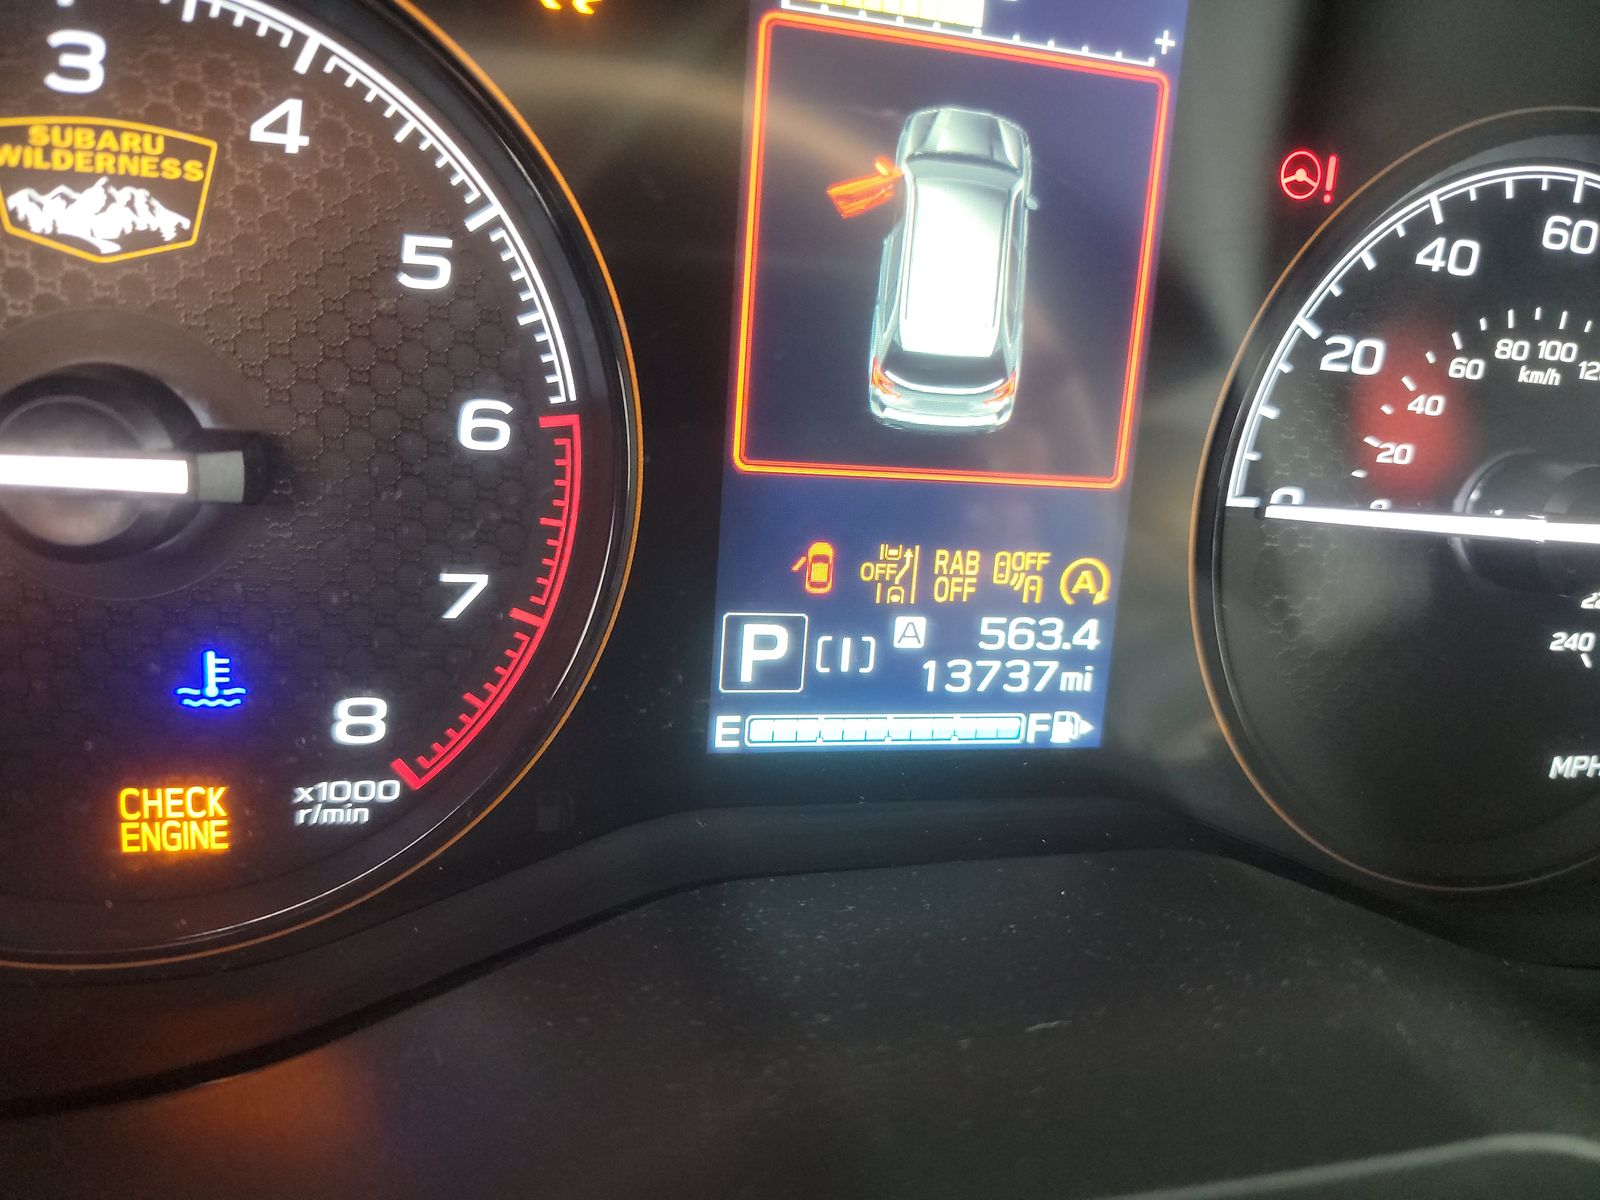 3
4
5
6
7
8
SUBARU
WILDERNESS
x1000
r/min
CHECK
ENGINE
+
OFF
RAB
OFF
OFF
A
P
I
A
563.4
13737mi
E
F
!
0
20
40
60
20
40
60
80
100
km/h
240
MPH